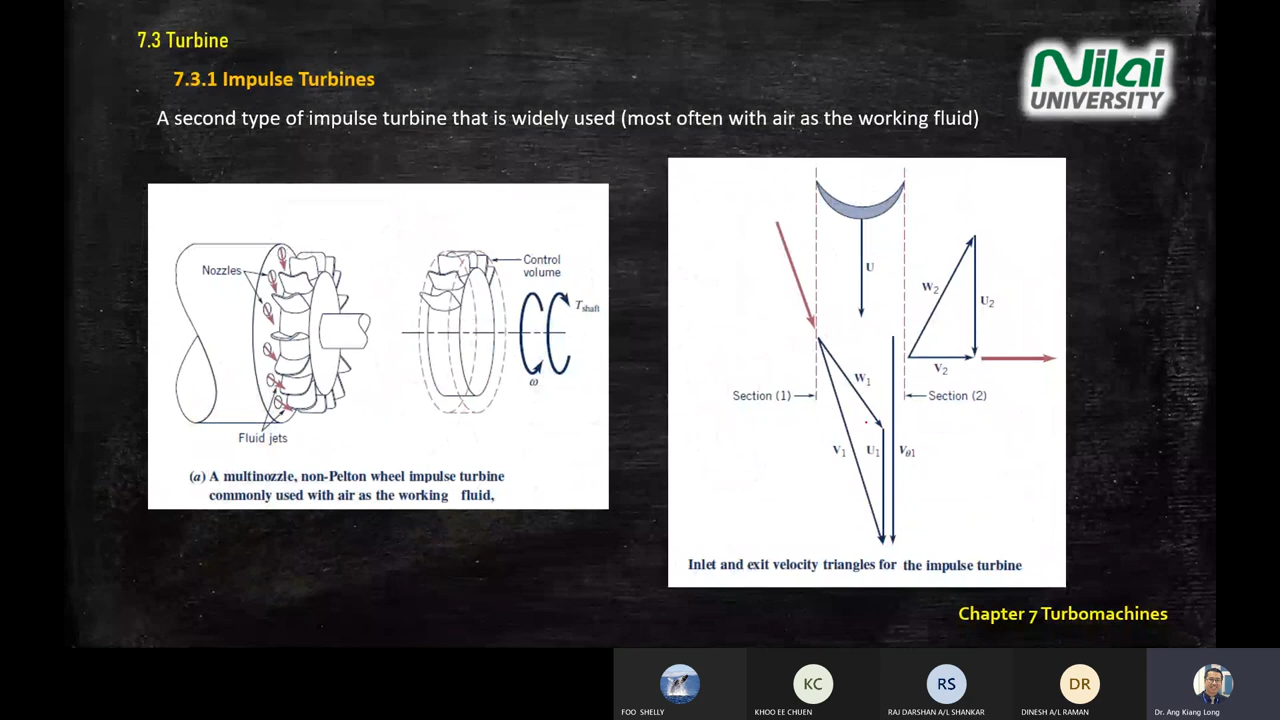 7.3 Turbine
7.3.1 Impulse Turbines
Nilai
UNIVERSITY
A second type of impulse turbine that is widely used (most often with air as the working fluid)
Nozzles
Fluid jets
Control
volume
T shaft
ω
(a) A multinozzle, non-Pelton wheel impulse turbine
commonly used with air as the working fluid,
U
W2
U2
V2
W1
Section (1)
Section (2)
V1
U1
Vθ1
Inlet and exit velocity triangles for the impulse turbine
Chapter 7 Turbomachines
KC
RS
DR
FOO SHELLY
KHOO EE CHUEN
RAJ DARSHAN A/L SHANKAR
DINESH A/L RAMAN
Dr. Ang Kiang Long